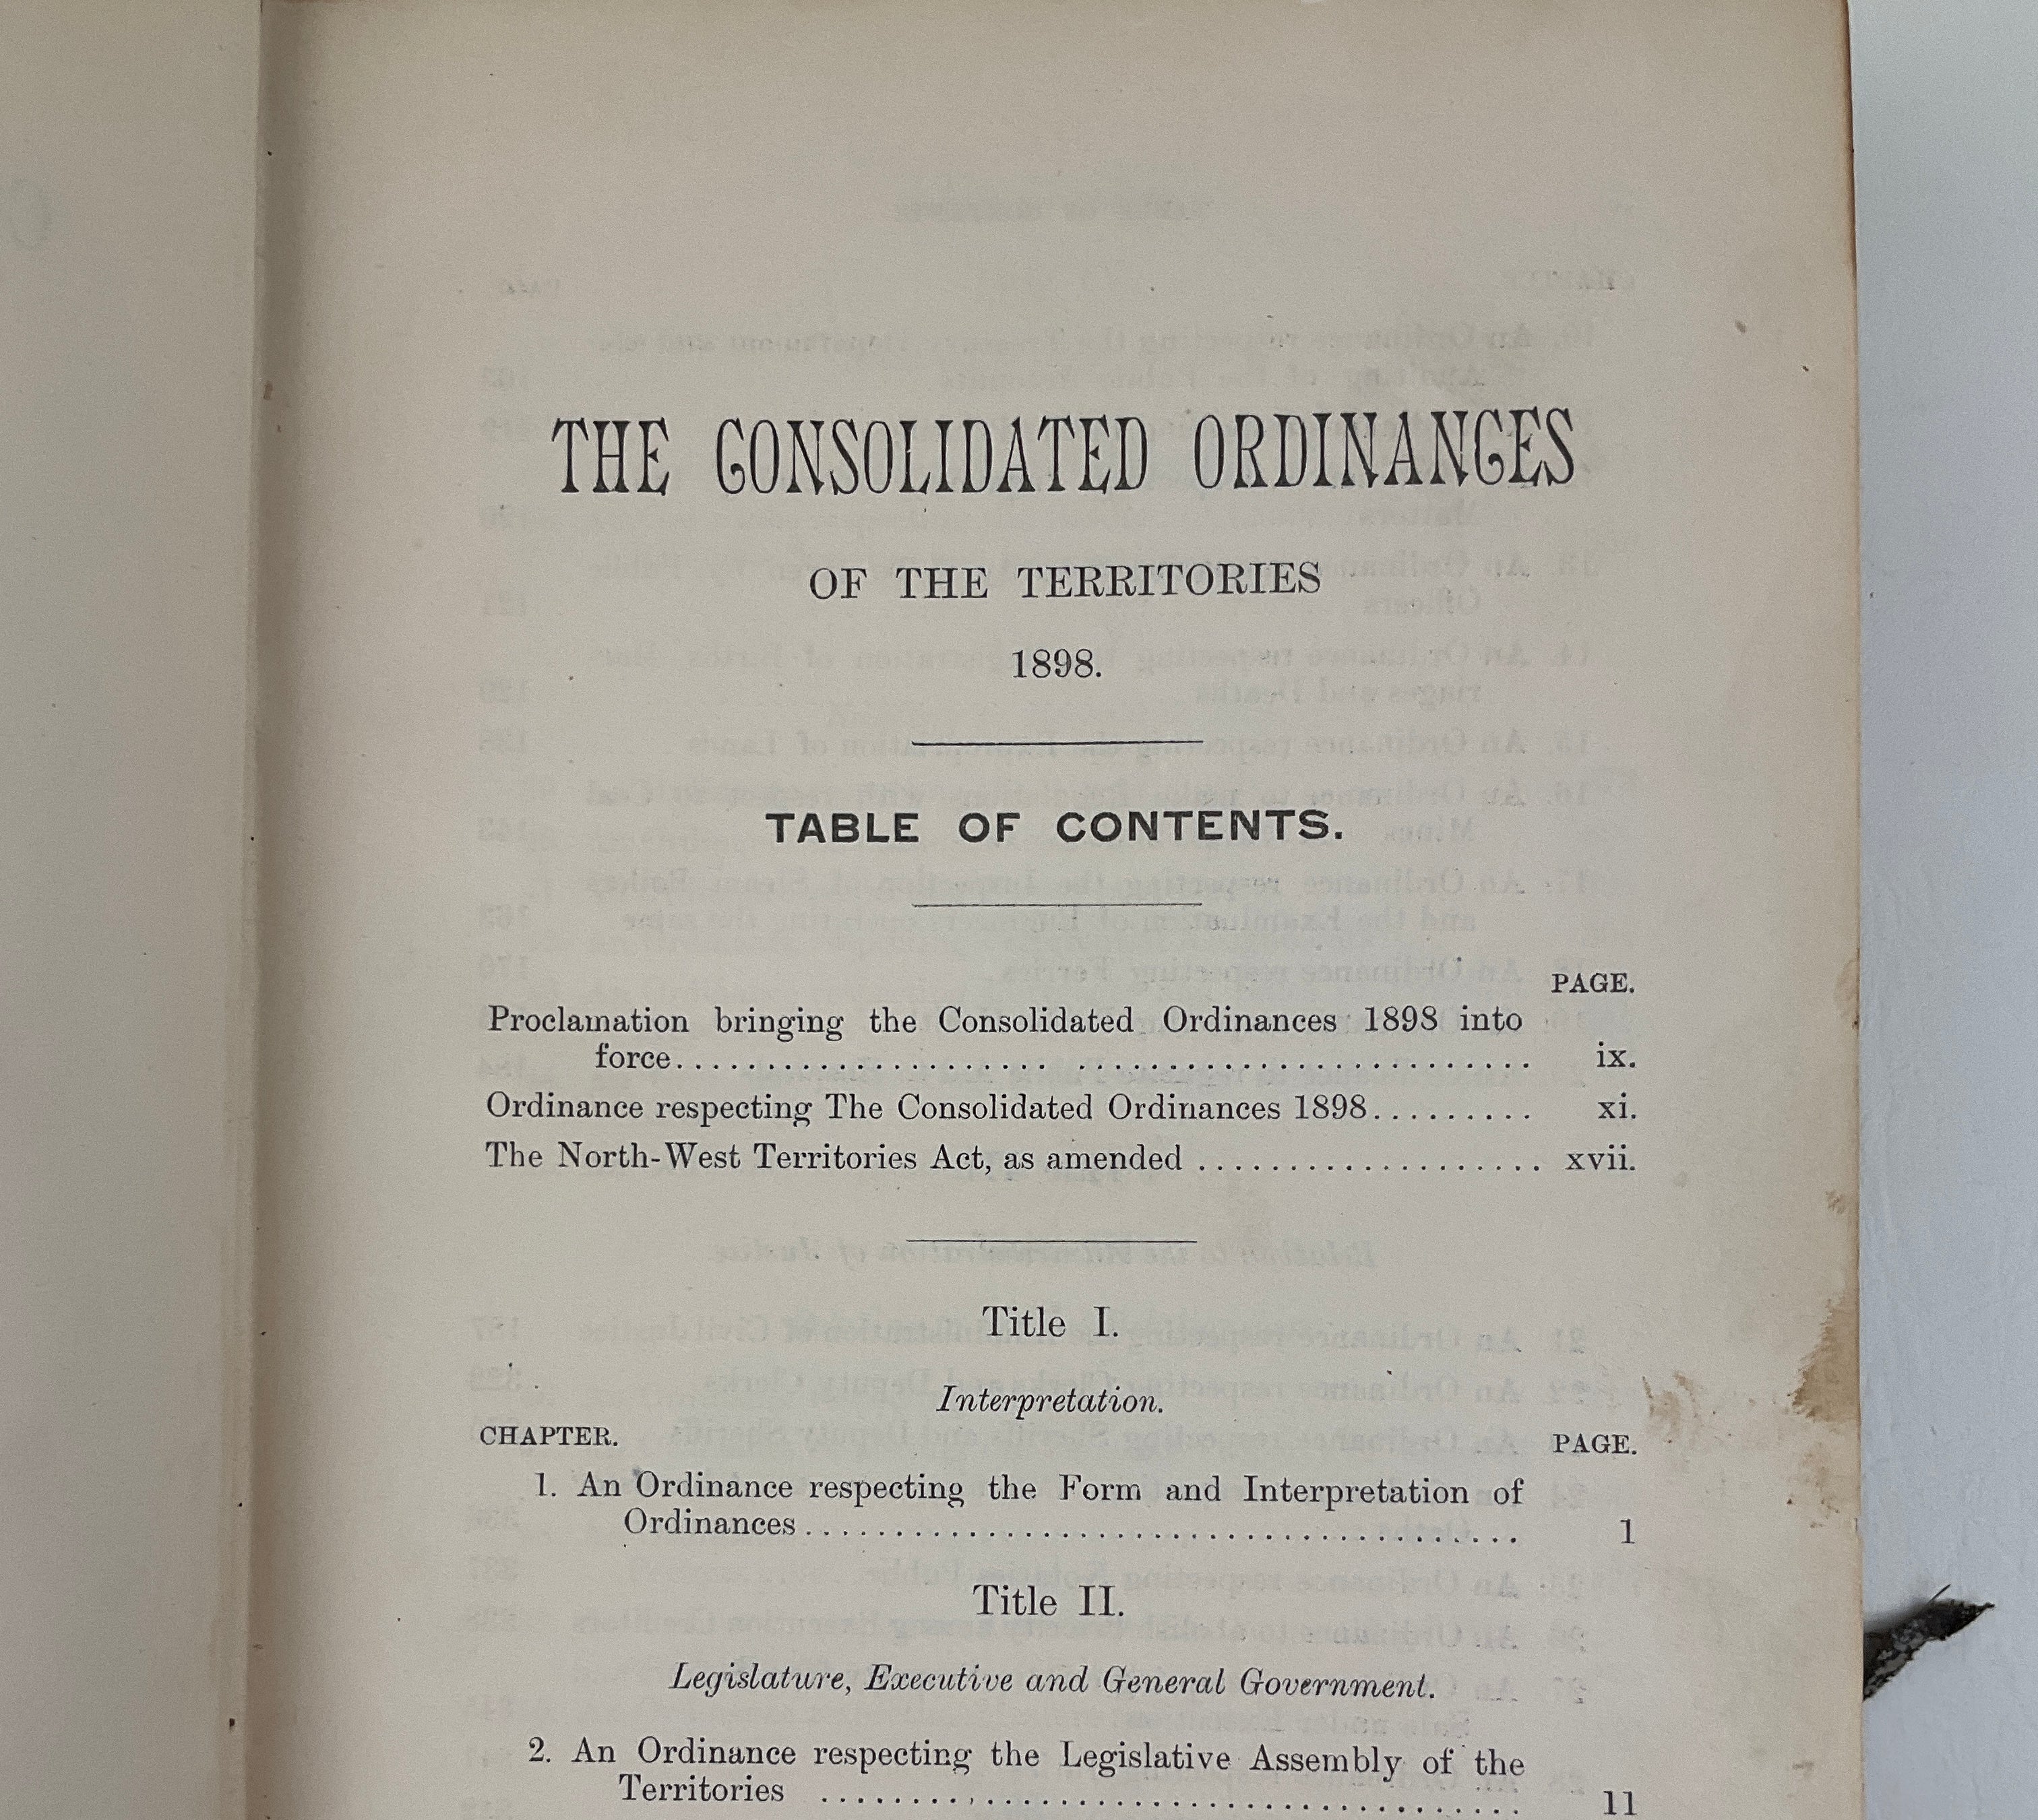 THE CONSOLIDATED ORDINANCES
OF THE TERRITORIES
1898.
TABLE OF CONTENTS.
PAGE.
Proclamation bringing the Consolidated Ordinances 1898 into
force.................... ......................... ix.
Ordinance respecting The Consolidated Ordinances 1898......... xi.
The North-West Territories Act, as amended ................... xvii.
Title I.
Interpretation.
CHAPTER. PAGE.
1. An Ordinance respecting the Form and Interpretation of
Ordinances....................................... 1
Title II.
Legislature, Executive and General Government.
2. An Ordinance respecting the Legislative Assembly of the
Territories ...................................... 11